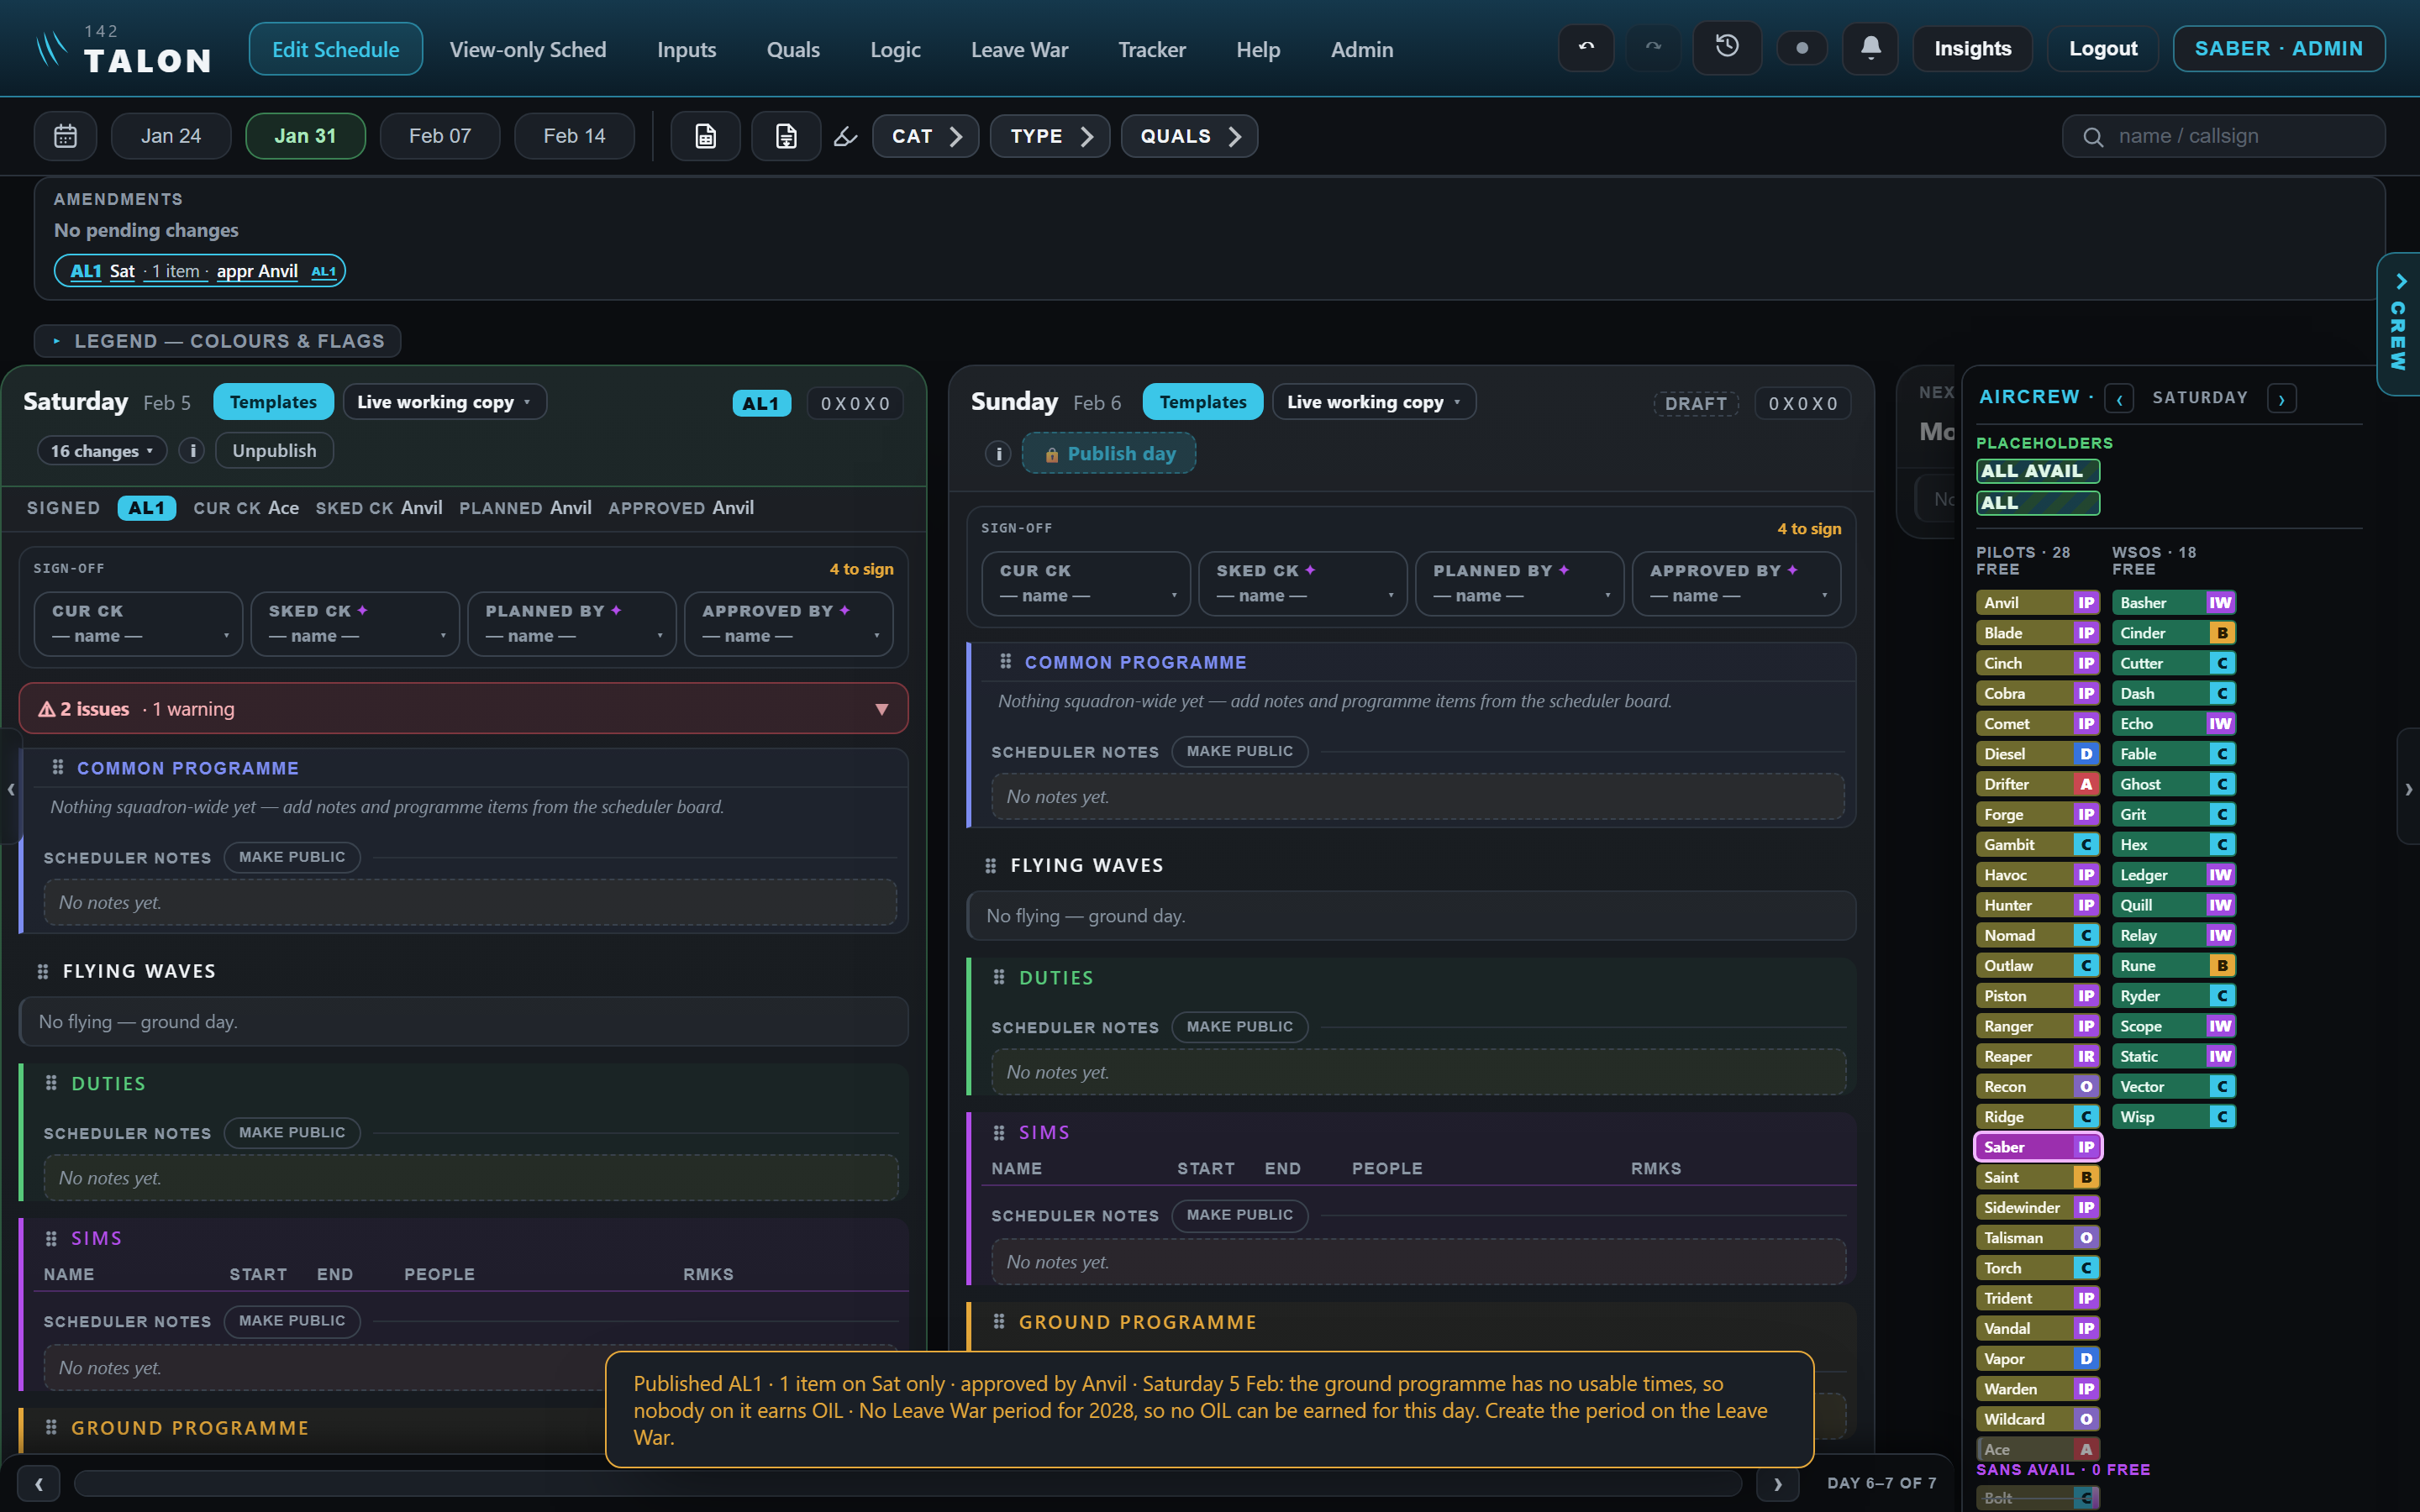 142
TALON
Edit Schedule
View-only Sched
Inputs
Quals
Logic
Leave War
Tracker
Help
Admin
Insights
Logout
SABER · ADMIN
Jan 24
Jan 31
Feb 07
Feb 14
CAT
TYPE
QUALS
name / callsign
AMENDMENTS
No pending changes
AL1 Sat · 1 item · appr Anvil AL1
CREW
LEGEND — COLOURS & FLAGS
Saturday Feb 5
Templates
Live working copy
AL1
0 X 0 X 0
16 changes
i
Unpublish
SIGNED AL1 CUR CK Ace SKED CK Anvil PLANNED Anvil APPROVED Anvil
SIGN-OFF
4 to sign
CUR CK
— name —
SKED CK
— name —
PLANNED BY
— name —
APPROVED BY
— name —
2 issues · 1 warning
COMMON PROGRAMME
Nothing squadron-wide yet — add notes and programme items from the scheduler board.
SCHEDULER NOTES
MAKE PUBLIC
No notes yet.
FLYING WAVES
No flying — ground day.
DUTIES
SCHEDULER NOTES
MAKE PUBLIC
No notes yet.
SIMS
NAME START END PEOPLE RMKS
SCHEDULER NOTES
MAKE PUBLIC
No notes yet.
GROUND PROGRAMME
Sunday Feb 6
Templates
Live working copy
DRAFT
0 X 0 X 0
i
Publish day
SIGN-OFF
4 to sign
CUR CK
— name —
SKED CK
— name —
PLANNED BY
— name —
APPROVED BY
— name —
COMMON PROGRAMME
Nothing squadron-wide yet — add notes and programme items from the scheduler board.
SCHEDULER NOTES
MAKE PUBLIC
No notes yet.
FLYING WAVES
No flying — ground day.
DUTIES
SCHEDULER NOTES
MAKE PUBLIC
No notes yet.
SIMS
NAME START END PEOPLE RMKS
SCHEDULER NOTES
MAKE PUBLIC
No notes yet.
GROUND PROGRAMME
NEX
Mo
No
AIRCREW · SATURDAY
PLACEHOLDERS
ALL AVAIL
ALL
PILOTS · 28 FREE
Anvil IP
Blade IP
Cinch IP
Cobra IP
Comet IP
Diesel D
Drifter A
Forge IP
Gambit C
Havoc IP
Hunter IP
Nomad C
Outlaw C
Piston IP
Ranger IP
Reaper IR
Recon O
Ridge C
Saber IP
Saint B
Sidewinder IP
Talisman O
Torch C
Trident IP
Vandal IP
Vapor D
Warden IP
Wildcard O
Ace A
WSOS · 18 FREE
Basher IW
Cinder B
Cutter C
Dash C
Echo IW
Fable C
Ghost C
Grit C
Hex C
Ledger IW
Quill IW
Relay IW
Rune B
Ryder C
Scope IW
Static IW
Vector C
Wisp C
SANS AVAIL · 0 FREE
Bolt C
Published AL1 · 1 item on Sat only · approved by Anvil · Saturday 5 Feb: the ground programme has no usable times, so
nobody on it earns OIL · No Leave War period for 2028, so no OIL can be earned for this day. Create the period on the Leave
War.
DAY 6–7 OF 7